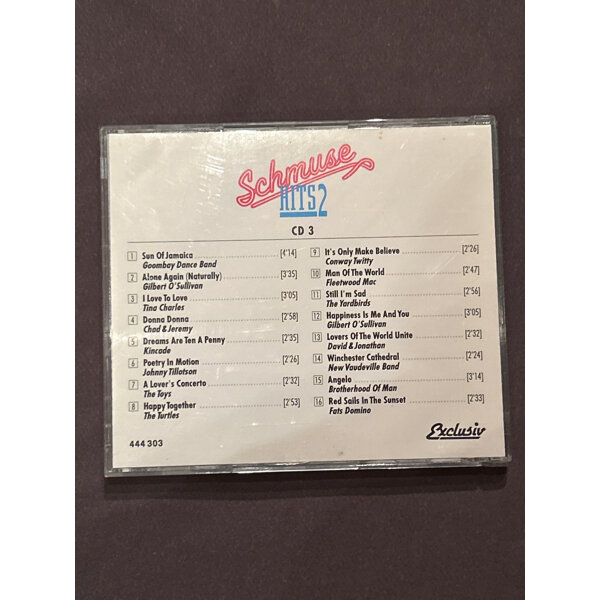 Schmuse
HITS 2
CD 3
1 Sun Of Jamaica [4'14]
Goombay Dance Band
2 Alone Again (Naturally) [3'35]
Gilbert O'Sullivan
3 I Love To Love [3'05]
Tina Charles
4 Donna Donna [2'58]
Chad & Jeremy
5 Dreams Are Ten A Penny [2'35]
Kincade
6 Poetry In Motion [2'26]
Johnny Tillotson
7 A Lover's Concerto [2'32]
The Toys
8 Happy Together [2'53]
The Turtles
9 It's Only Make Believe [2'26]
Conway Twitty
10 Man Of The World [2'47]
Fleetwood Mac
11 Still I'm Sad [2'56]
The Yardbirds
12 Happiness Is Me And You [3'05]
Gilbert O'Sullivan
13 Lovers Of The World Unite [2'32]
David & Jonathan
14 Winchester Cathedral [2'24]
New Vaudeville Band
15 Angelo [3'14]
Brotherhood Of Man
16 Red Sails In The Sunset [2'33]
Fats Domino
444 303
Exclusiv